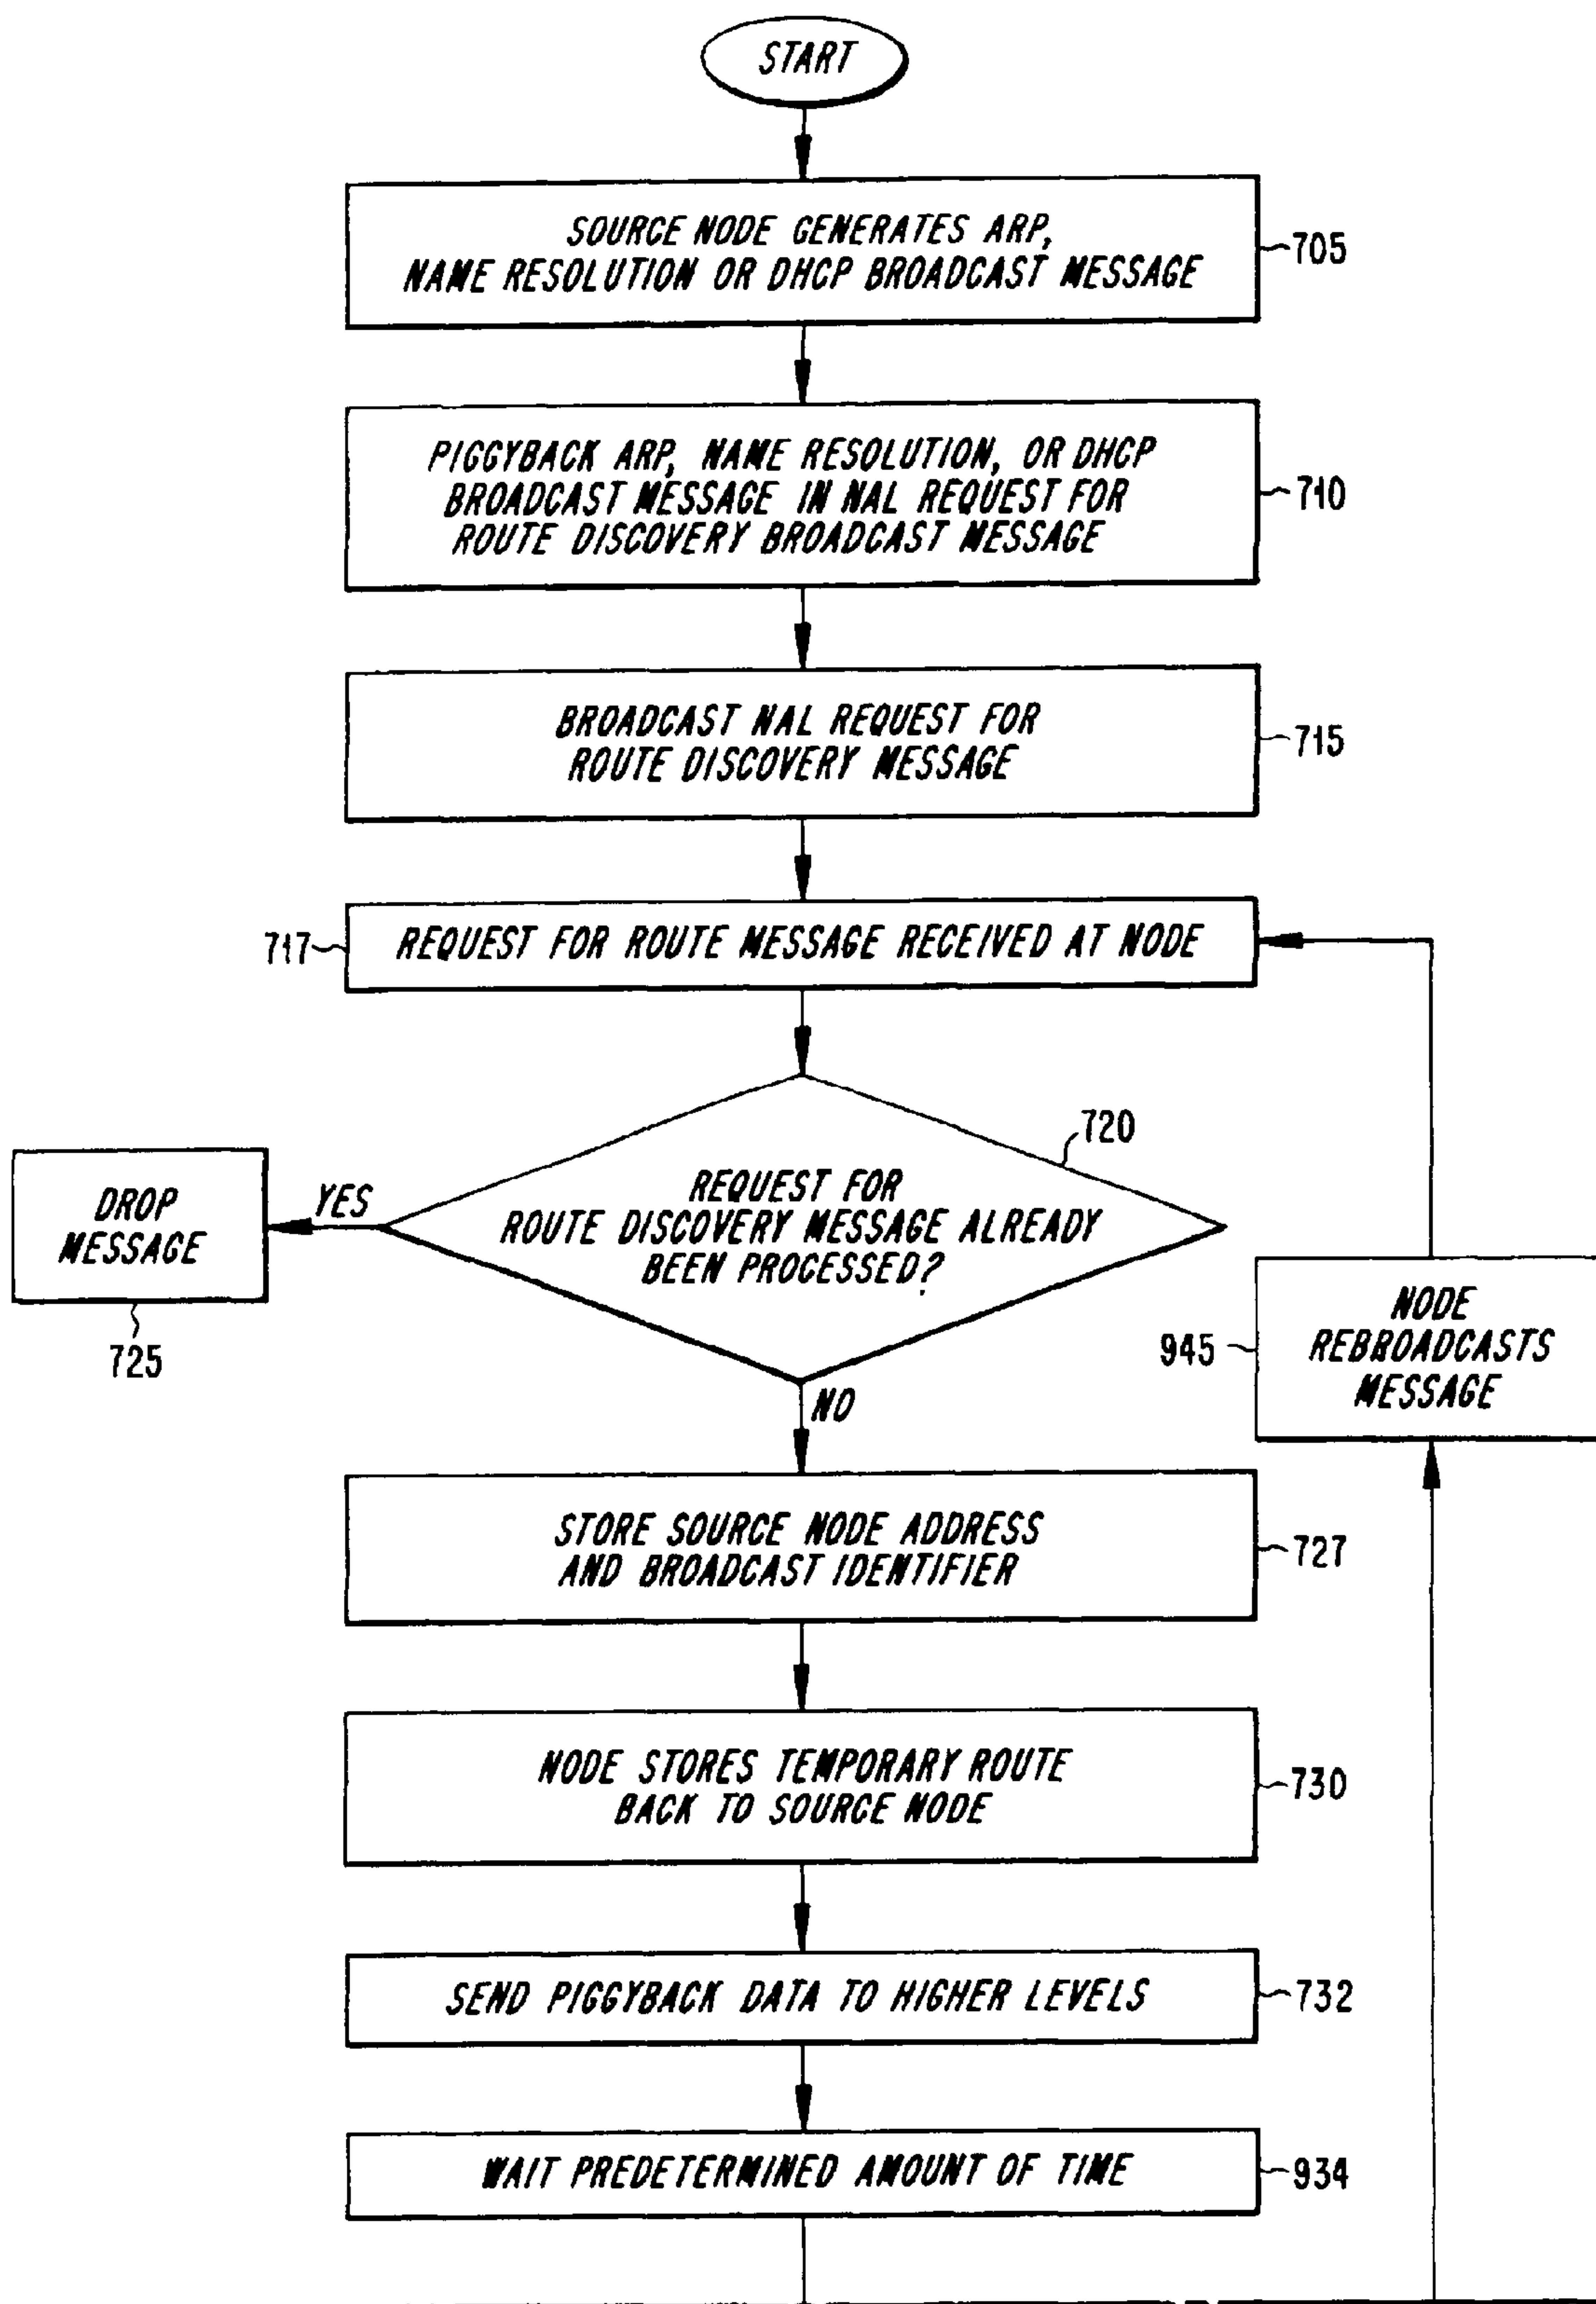 START
SOURCE NODE GENERATES ARP,
NAME RESOLUTION OR DHCP BROADCAST MESSAGE
705
PIGGYBACK ARP, NAME RESOLUTION, OR DHCP
BROADCAST MESSAGE IN NAL REQUEST FOR
ROUTE DISCOVERY BROADCAST MESSAGE
710
BROADCAST NAL REQUEST FOR
ROUTE DISCOVERY MESSAGE
715
717
REQUEST FOR ROUTE MESSAGE RECEIVED AT NODE
720
REQUEST FOR
ROUTE DISCOVERY MESSAGE ALREADY
BEEN PROCESSED?
YES
DROP
MESSAGE
725
NO
945
NODE
REBROADCASTS
MESSAGE
STORE SOURCE NODE ADDRESS
AND BROADCAST IDENTIFIER
727
NODE STORES TEMPORARY ROUTE
BACK TO SOURCE NODE
730
SEND PIGGYBACK DATA TO HIGHER LEVELS
732
WAIT PREDETERMINED AMOUNT OF TIME
934